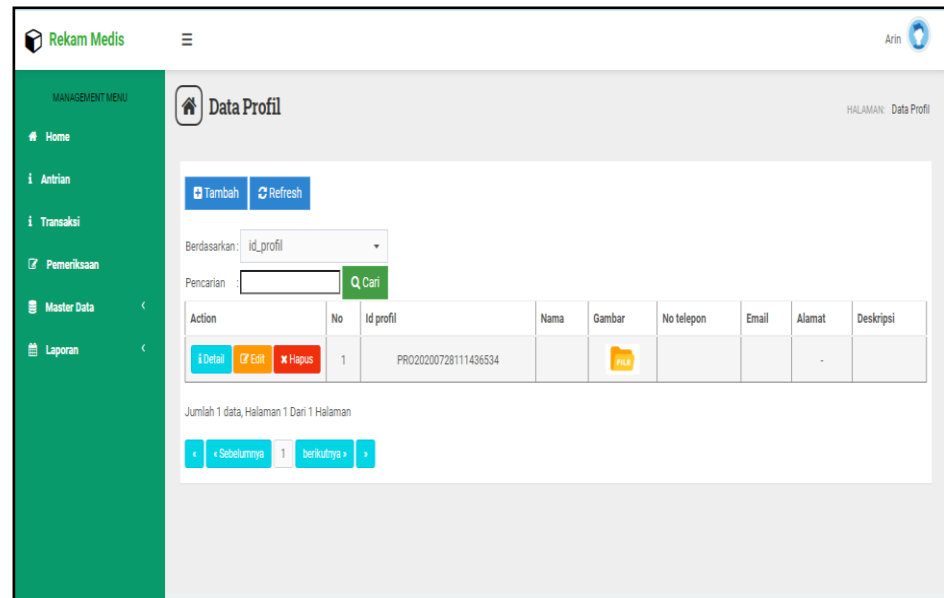 Rekam Medis
Arin
MANAGEMENT MENU
Home
Antrian
Transaksi
Pemeriksaan
Master Data
Laporan
Data Profil
HALAMAN: Data Profil
Tambah Refresh
Berdasarkan : id_profil
Pencarian : Cari
Action No Id profil Nama Gambar No telepon Email Alamat Deskripsi
Detail Edit Hapus 1 PRO20200728111436534 FILE -
Jumlah 1 data, Halaman 1 Dari 1 Halaman
« « Sebelumnya 1 berikutnya » »